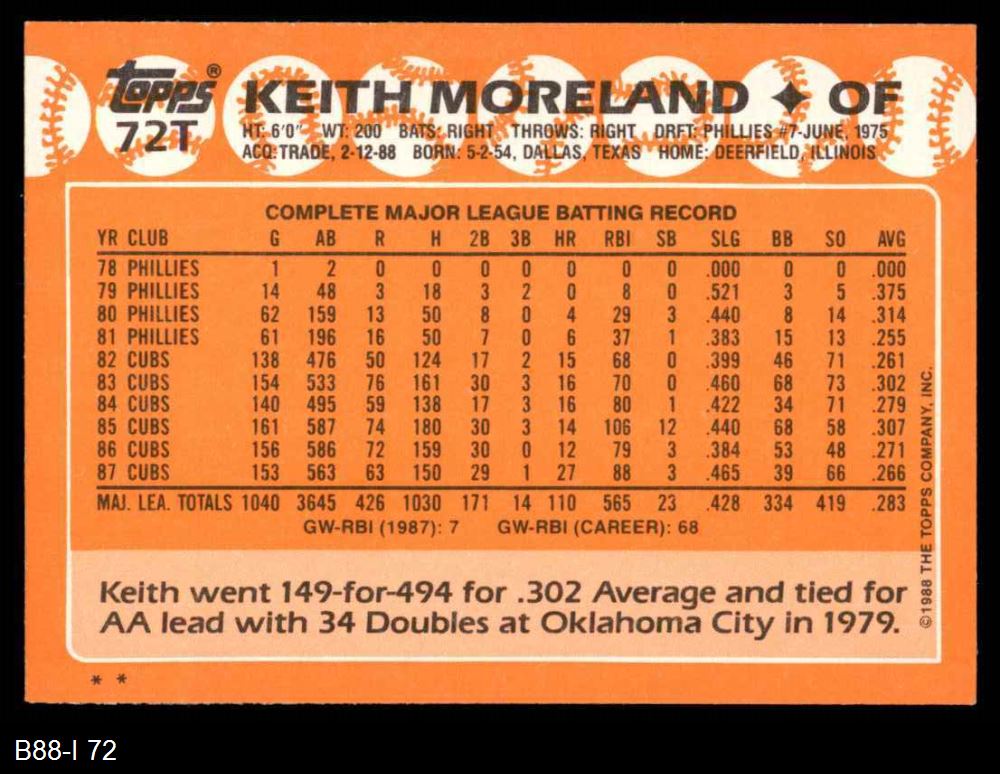 Topps®
72T
KEITH MORELAND ✦ OF
HT: 6'0" WT: 200 BATS: RIGHT THROWS: RIGHT DRFT: PHILLIES #7-JUNE, 1975
ACQ: TRADE, 2-12-88 BORN: 5-2-54, DALLAS, TEXAS HOME: DEERFIELD, ILLINOIS
COMPLETE MAJOR LEAGUE BATTING RECORD
YR CLUB G AB R H 2B 3B HR RBI SB SLG BB SO AVG
78 PHILLIES 1 2 0 0 0 0 0 0 0 .000 0 0 .000
79 PHILLIES 14 48 3 18 3 2 0 8 0 .521 3 5 .375
80 PHILLIES 62 159 13 50 8 0 4 29 3 .440 8 14 .314
81 PHILLIES 61 196 16 50 7 0 6 37 1 .383 15 13 .255
82 CUBS 138 476 50 124 17 2 15 68 0 .399 46 71 .261
83 CUBS 154 533 76 161 30 3 16 70 0 .460 68 73 .302
84 CUBS 140 495 59 138 17 3 16 80 1 .422 34 71 .279
85 CUBS 161 587 74 180 30 3 14 106 12 .440 68 58 .307
86 CUBS 156 586 72 159 30 0 12 79 3 .384 53 48 .271
87 CUBS 153 563 63 150 29 1 27 88 3 .465 39 66 .266
MAJ. LEA. TOTALS 1040 3645 426 1030 171 14 110 565 23 .428 334 419 .283
GW-RBI (1987): 7 GW-RBI (CAREER): 68
Keith went 149-for-494 for .302 Average and tied for
AA lead with 34 Doubles at Oklahoma City in 1979.
©1988 THE TOPPS COMPANY, INC.
* *
B88-I 72